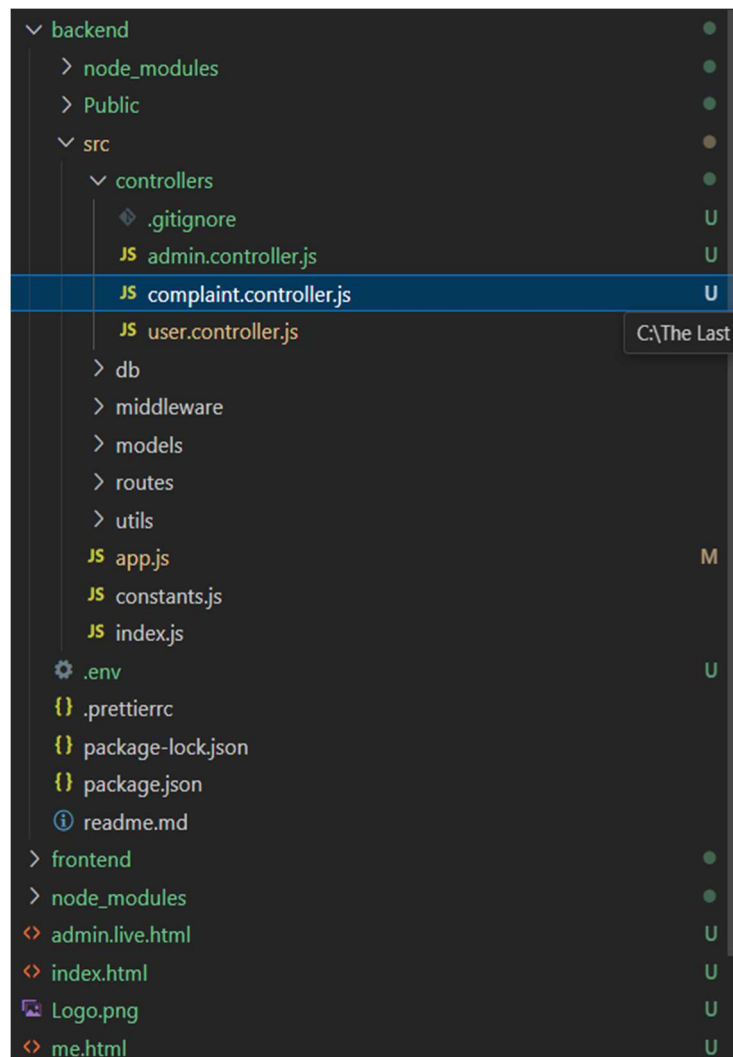 backend
node_modules
Public
src
controllers
.gitignore U
JS admin.controller.js U
JS complaint.controller.js U
JS user.controller.js C:\The Last
db
middleware
models
routes
utils
JS app.js M
JS constants.js
JS index.js
.env U
{} .prettierrc
{} package-lock.json
{} package.json
readme.md
frontend
node_modules
<> admin.live.html U
<> index.html U
Logo.png U
<> me.html U